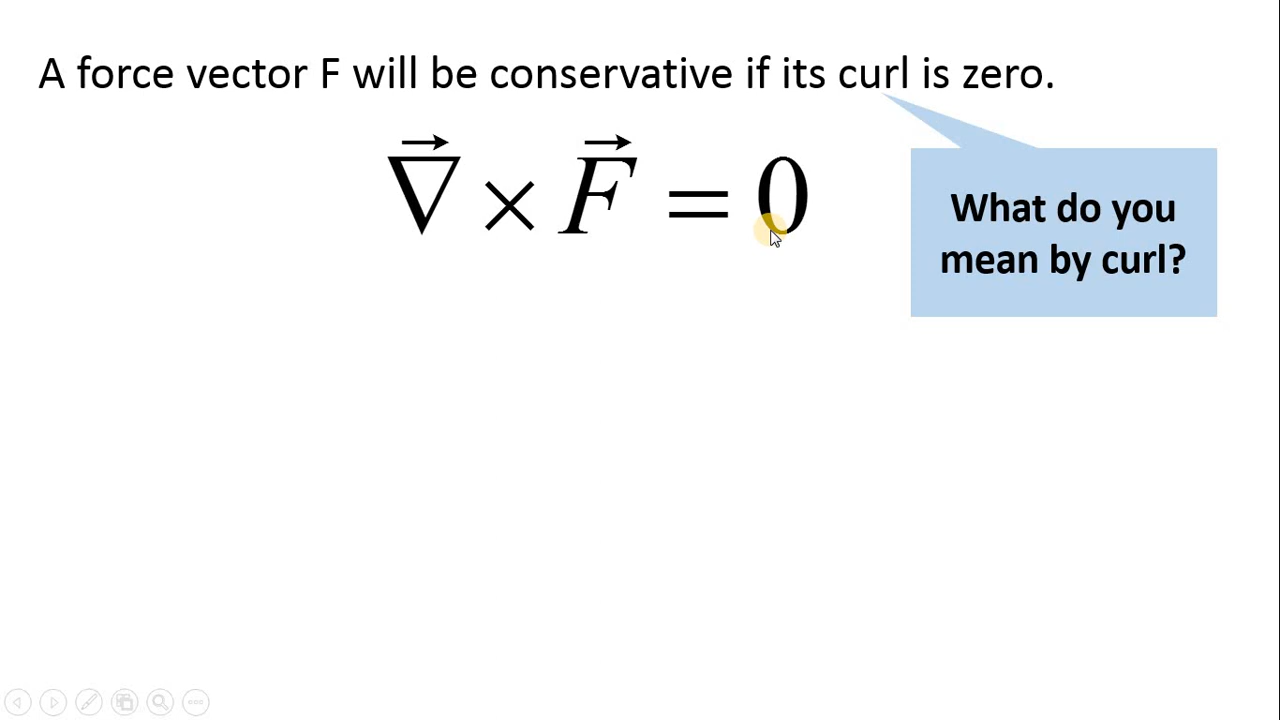 A force vector F will be conservative if its curl is zero.
∇⃗ × F⃗ = 0
What do you
mean by curl?